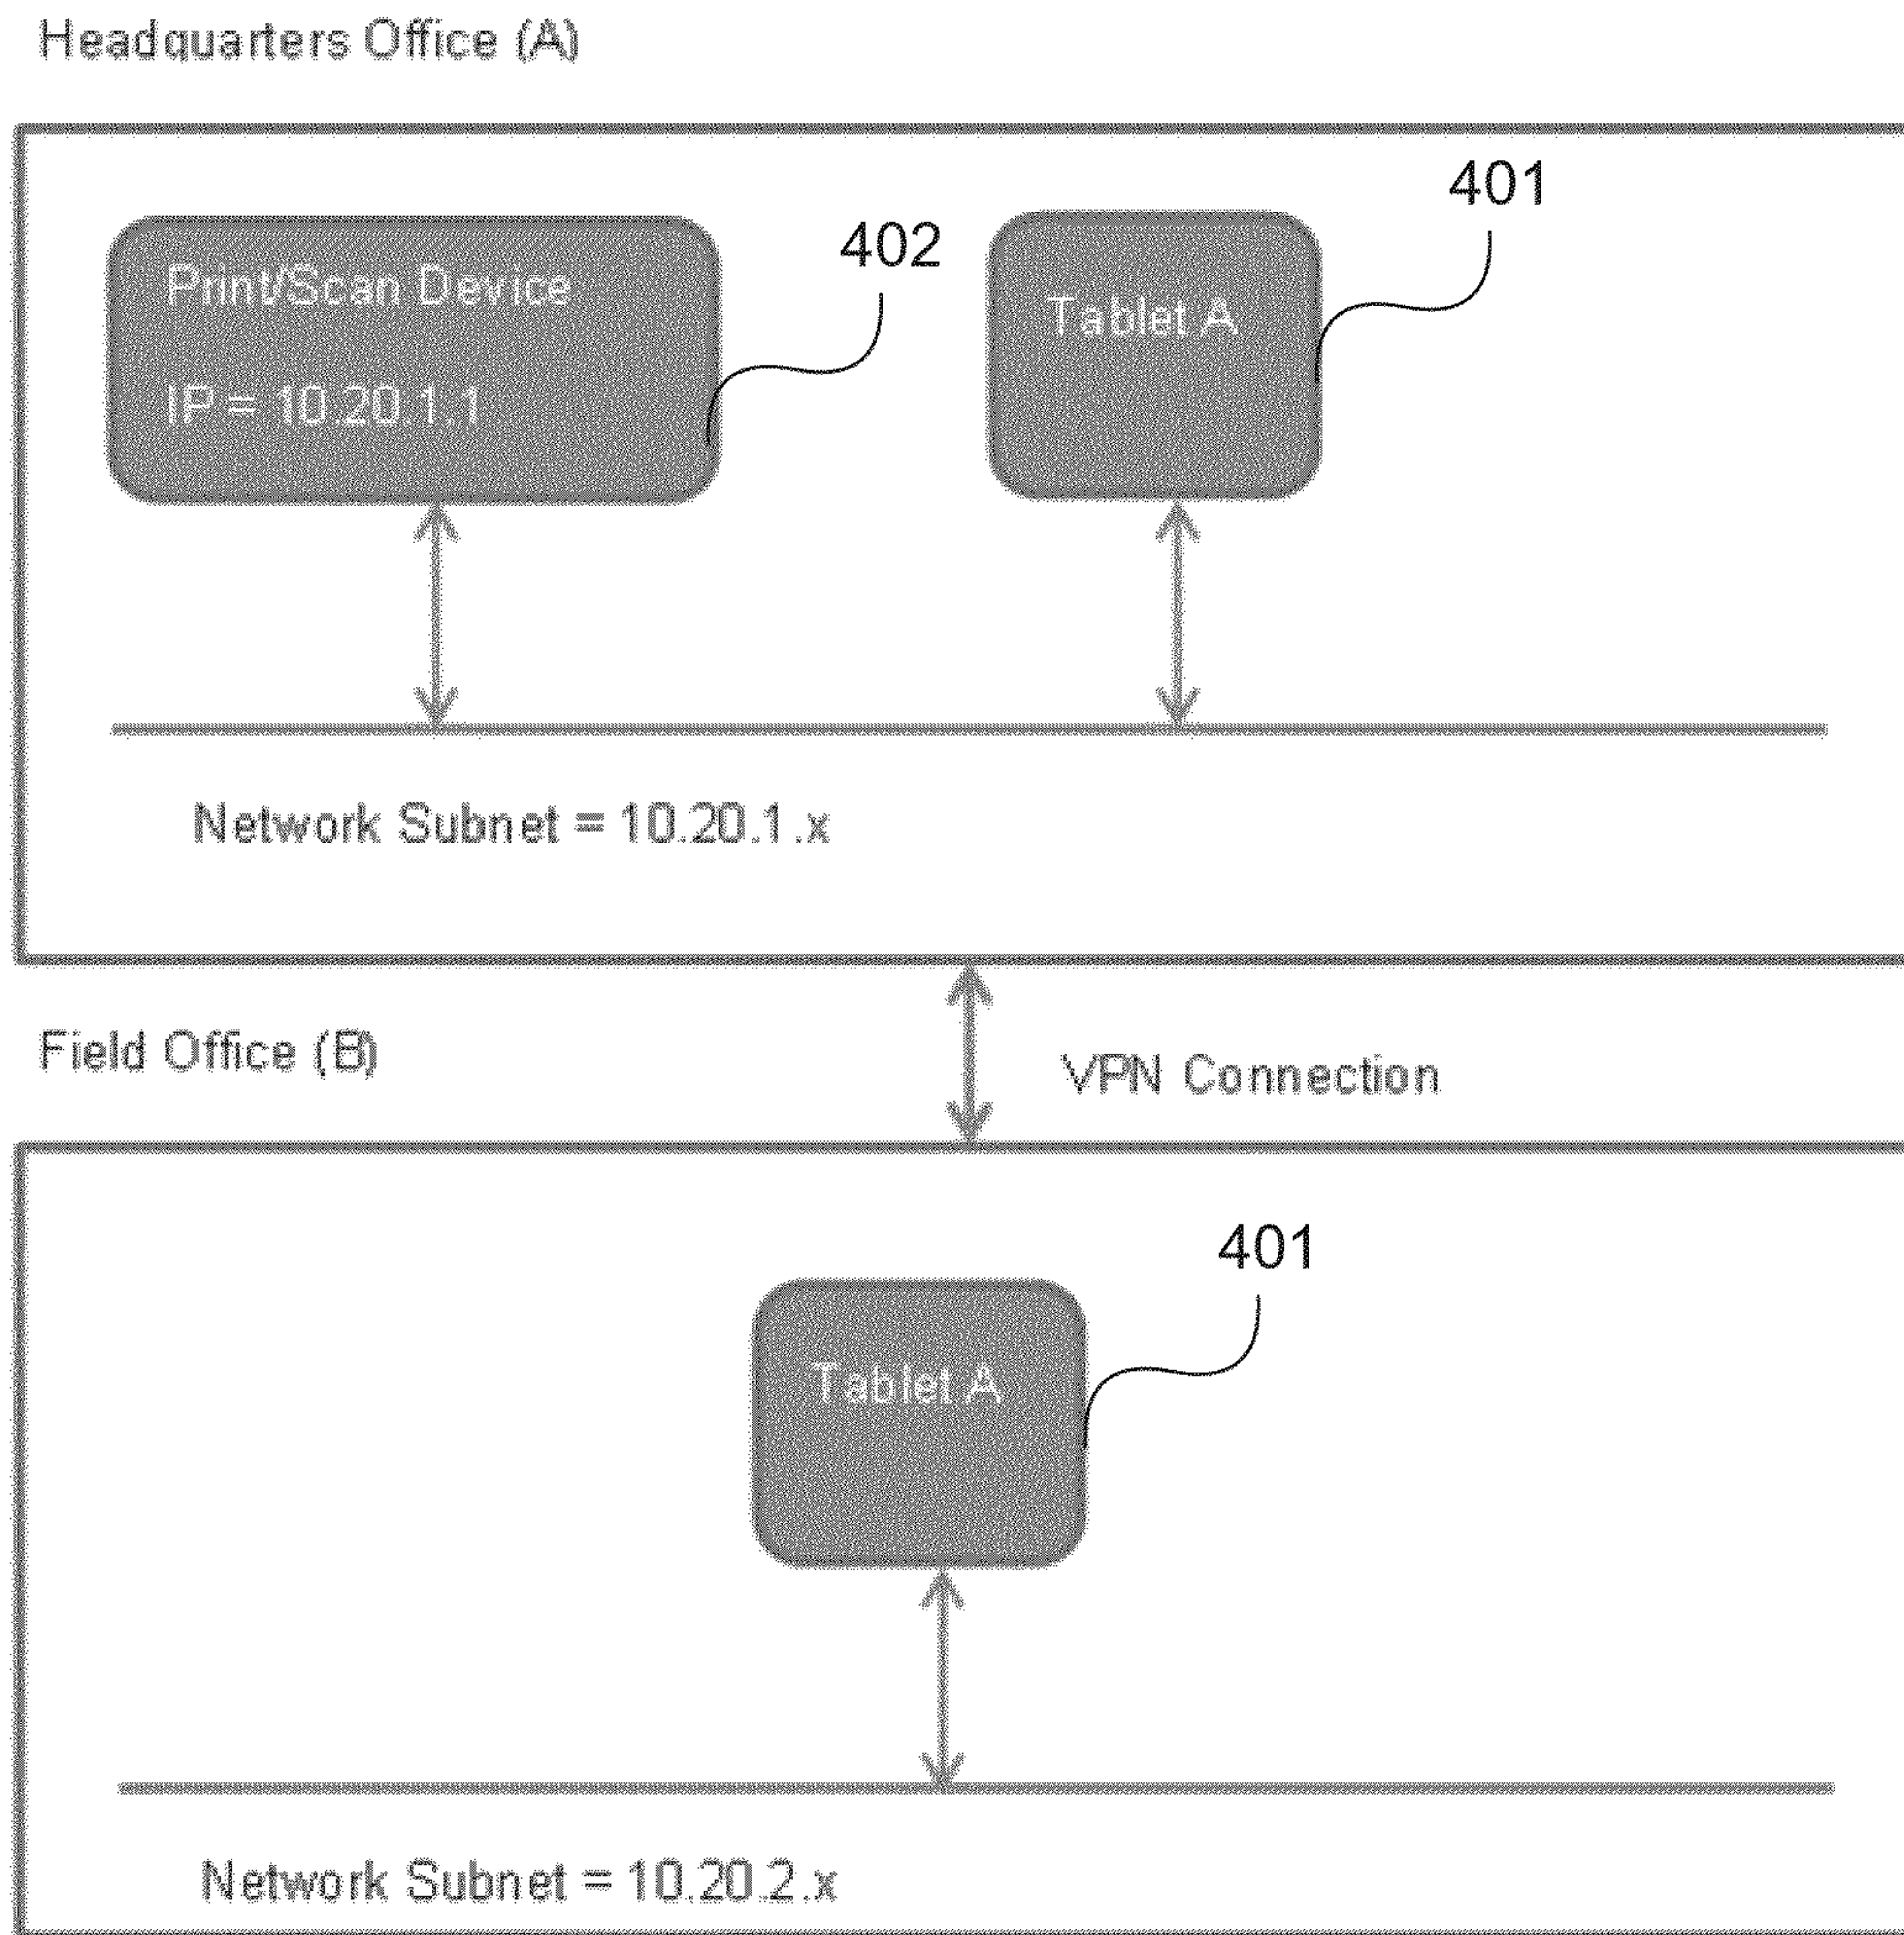 Headquarters Office (A)
401
402
Print/Scan Device
Tablet A
IP = 10.20.1.1
Network Subnet = 10.20.1.x
Field Office (B)
VPN Connection
401
Tablet A
Network Subnet = 10.20.2.x